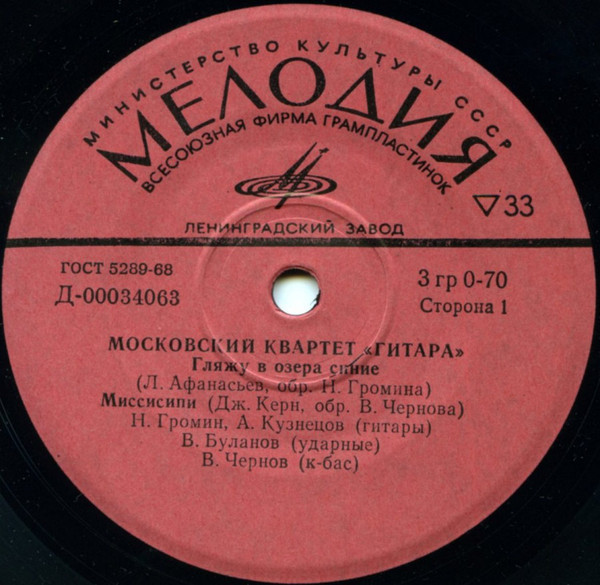 МИНИСТЕРСТВО КУЛЬТУРЫ СССР
МЕЛОДИЯ
ВСЕСОЮЗНАЯ ФИРМА ГРАМПЛАСТИНОК
▽33
ЛЕНИНГРАДСКИЙ ЗАВОД
ГОСТ 5289-68
3 гр 0-70
Д-00034063
Сторона 1
МОСКОВСКИЙ КВАРТЕТ «ГИТАРА»
Гляжу в озера синие
(Л. Афанасьев, обр. Н. Громина)
Миссисипи (Дж. Керн, обр. В. Чернова)
Н. Громин, А. Кузнецов (гитары)
В. Буланов (ударные)
В. Чернов (к-бас)